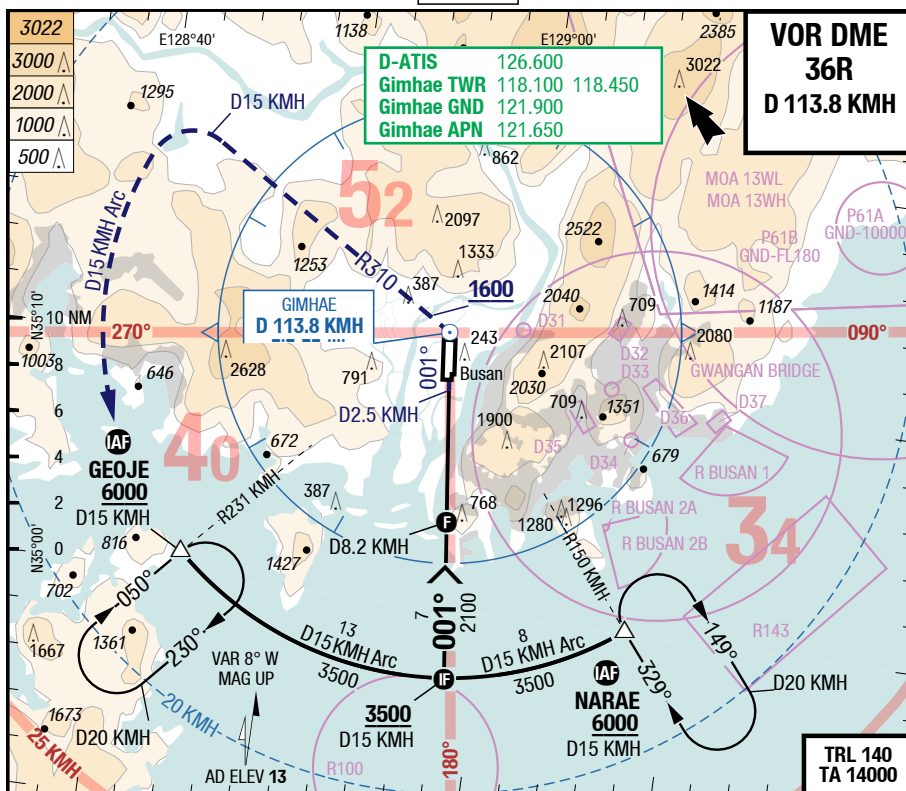 3022
3000
2000
1000
500
E128°40'
1138
E129°00'
2385
VOR DME
36R
D 113.8 KMH
D-ATIS 126.600
Gimhae TWR 118.100 118.450
Gimhae GND 121.900
Gimhae APN 121.650
3022
1295
D15 KMH
862
MOA 13WL
MOA 13WH
P61A
GND-10000
P61B
GND-FL180
52
2097
2522
1253
1333
D15 KMH Arc
R310
387
1600
2040
709
1414
1187
GIMHAE
D 113.8 KMH
N35°10'
10 NM
270°
090°
D31
1003
8
6
4
2
0
N35°00'
646
2628
791
001°
243
Busan
2107
2030
D32
D33
2080
GWANGAN BRIDGE
D2.5 KMH
709
1351
D36
D37
1900
D35
D34
679
IAF
GEOJE
6000
D15 KMH
40
672
R231 KMH
387
768
R BUSAN 1
F
D8.2 KMH
1280
1296
R BUSAN 2A
R BUSAN 2B
34
816
702
1427
R150 KMH
050°
230°
1361
1667
7
001°
2100
13
D15 KMH Arc
3500
8
D15 KMH Arc
3500
149°
329°
R143
VAR 8° W
MAG UP
IF
3500
D15 KMH
IAF
NARAE
6000
D15 KMH
D20 KMH
1673
D20 KMH
20 KMH
25 KMH
AD ELEV 13
R100
180°
TRL 140
TA 14000